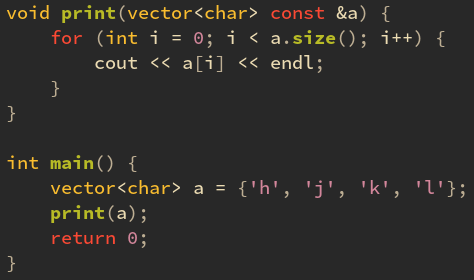 void print(vector<char> const &a) {
    for (int i = 0; i < a.size(); i++) {
        cout << a[i] << endl;
    }
}

int main() {
    vector<char> a = {'h', 'j', 'k', 'l'};
    print(a);
    return 0;
}